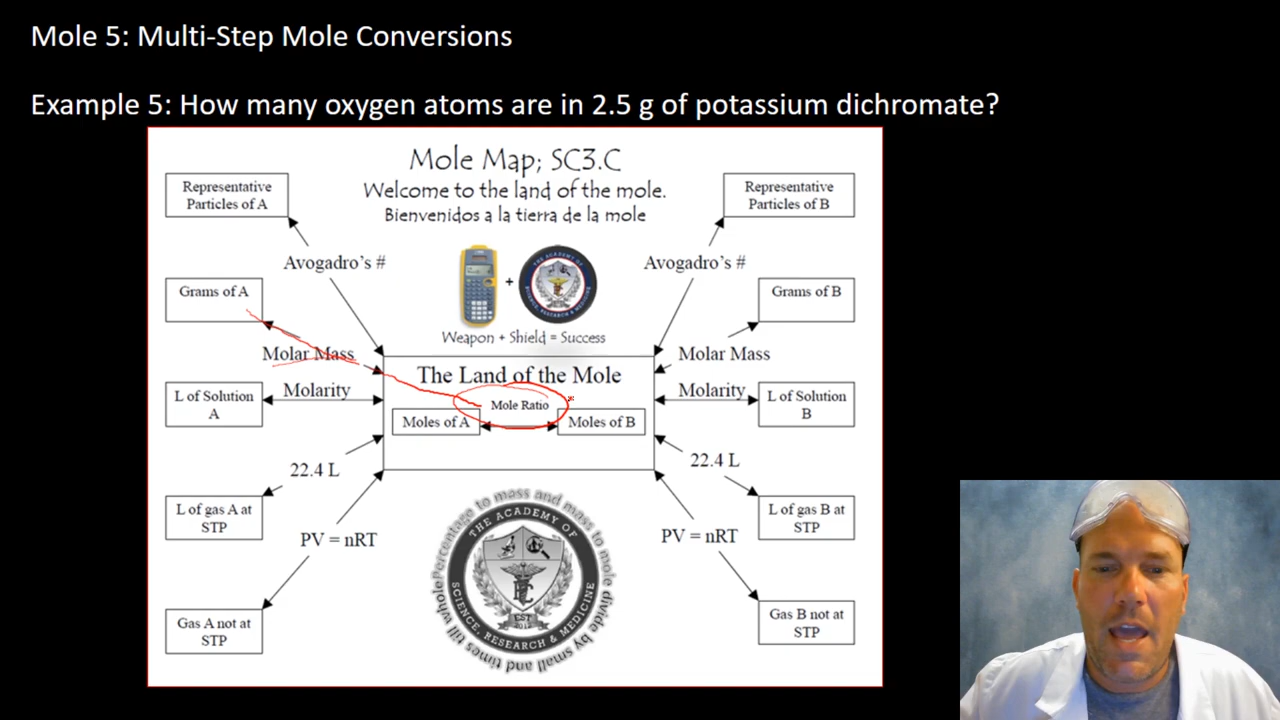 Mole 5: Multi-Step Mole Conversions
Example 5: How many oxygen atoms are in 2.5 g of potassium dichromate?
Mole Map; SC3.C
Welcome to the land of the mole.
Bienvenidos a la tierra de la mole
Representative
Particles of A
Representative
Particles of B
Avogadro's #
Avogadro's #
Grams of A
+
Grams of B
Weapon + Shield = Success
Molar Mass
Molar Mass
The Land of the Mole
L of Solution
A
Molarity
Mole Ratio
Moles of A
Moles of B
Molarity
L of Solution
B
22.4 L
22.4 L
L of gas A at
STP
L of gas B at
STP
PV = nRT
PV = nRT
Gas A not at
STP
Gas B not at
STP
Percentage to mass and mass to mole divide by small and times till whole
THE ACADEMY OF
SCIENCE, RESEARCH & MEDICINE
EST